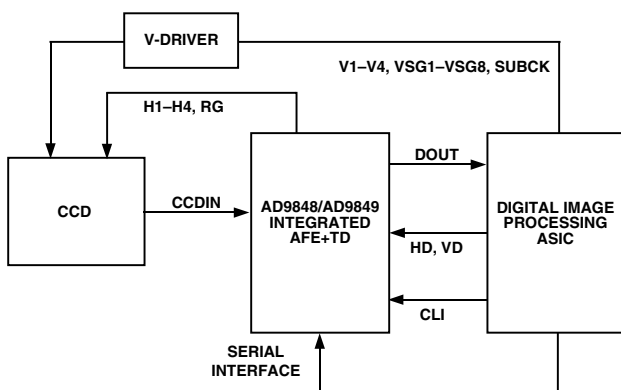 V-DRIVER
V1–V4, VSG1–VSG8, SUBCK
H1–H4, RG
DOUT
CCD
CCDIN
AD9848/AD9849
INTEGRATED
AFE+TD
DIGITAL IMAGE
PROCESSING
ASIC
HD, VD
CLI
SERIAL
INTERFACE